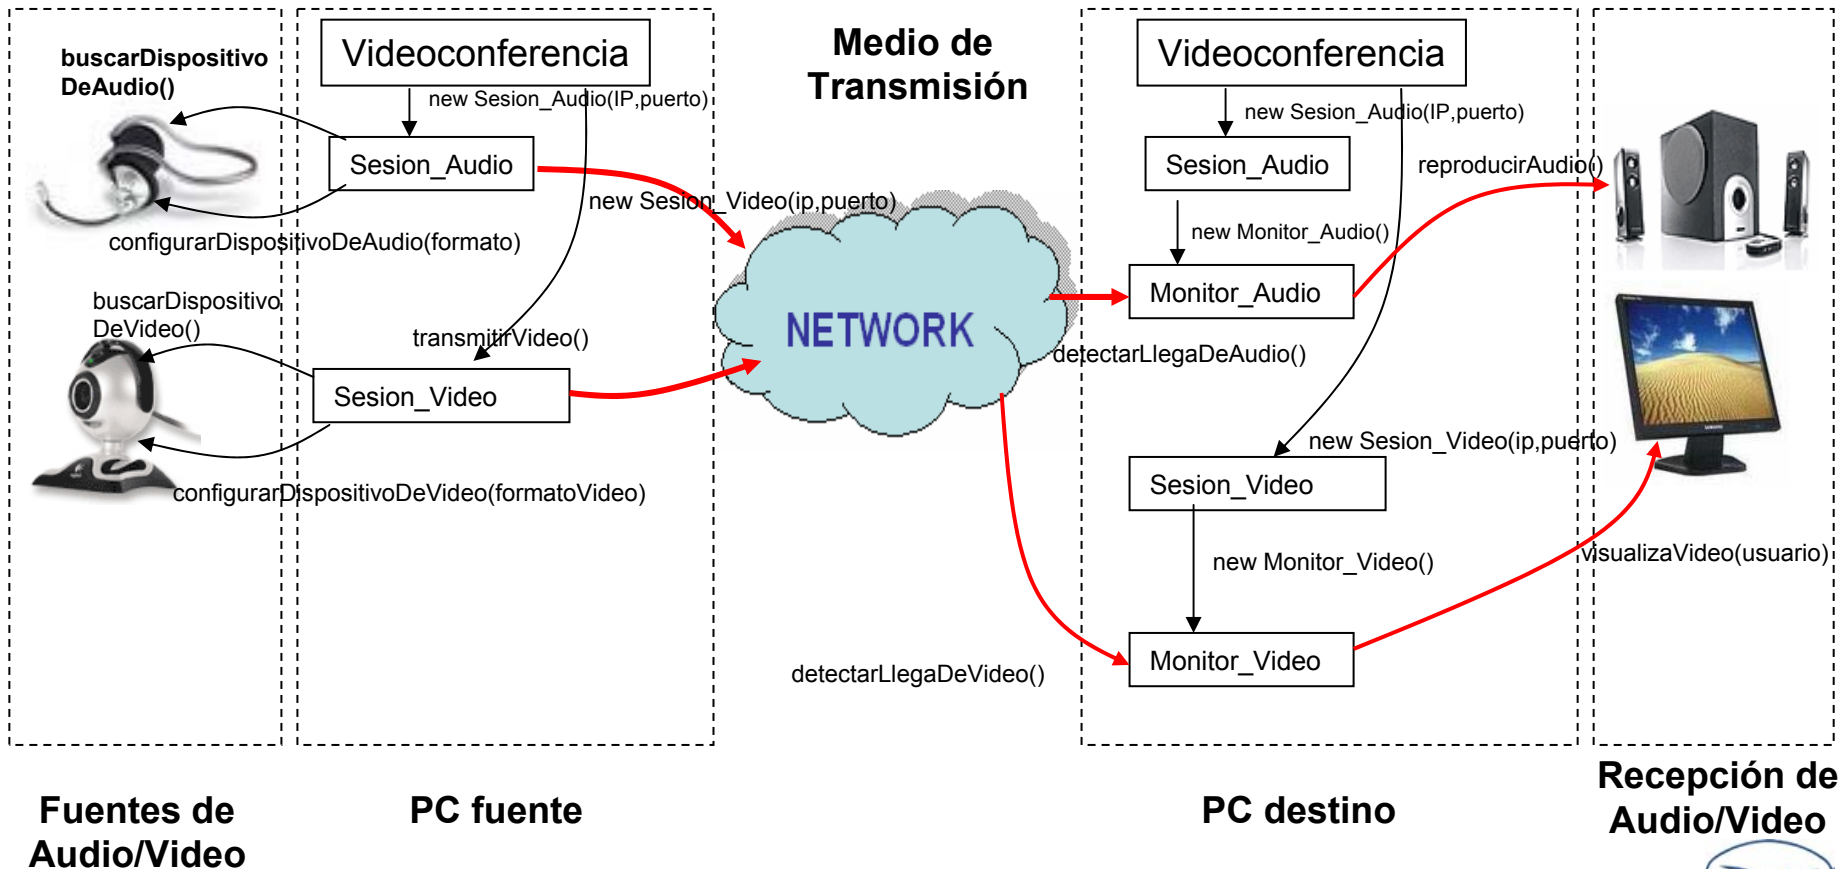 buscarDispositivo
DeAudio()
Videoconferencia
new Sesion_Audio(IP,puerto)
Sesion_Audio
new Sesion_Video(ip,puerto)
configurarDispositivoDeAudio(formato)
buscarDispositivo
DeVideo()
transmitirVideo()
Sesion_Video
configurarDispositivoDeVideo(formatoVideo)
Medio de
Transmisión
NETWORK
Videoconferencia
new Sesion_Audio(IP,puerto)
Sesion_Audio
reproducirAudio()
new Monitor_Audio()
Monitor_Audio
detectarLlegaDeAudio()
new Sesion_Video(ip,puerto)
Sesion_Video
new Monitor_Video()
visualizaVideo(usuario)
Monitor_Video
detectarLlegaDeVideo()
Fuentes de
Audio/Video
PC fuente
PC destino
Recepción de
Audio/Video